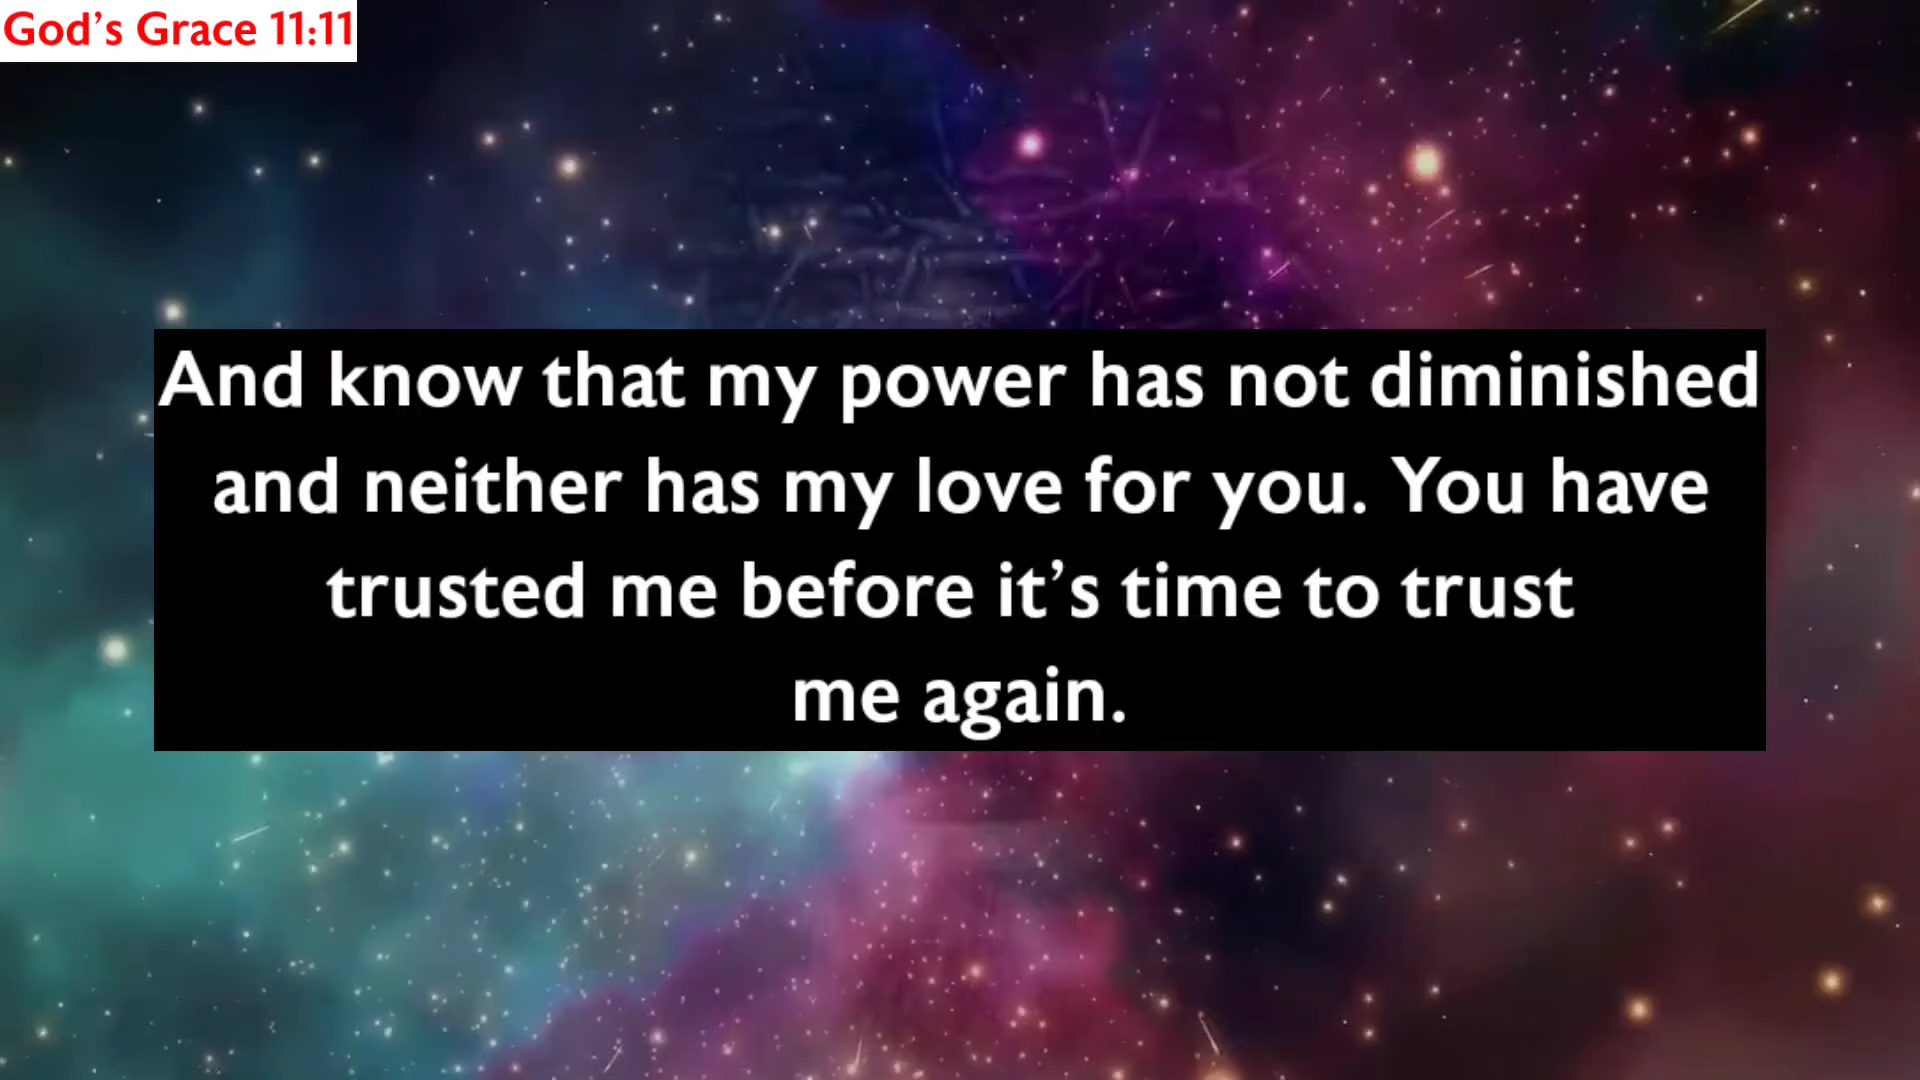 God’s Grace 11:11
And know that my power has not diminished
and neither has my love for you. You have
trusted me before it’s time to trust
me again.